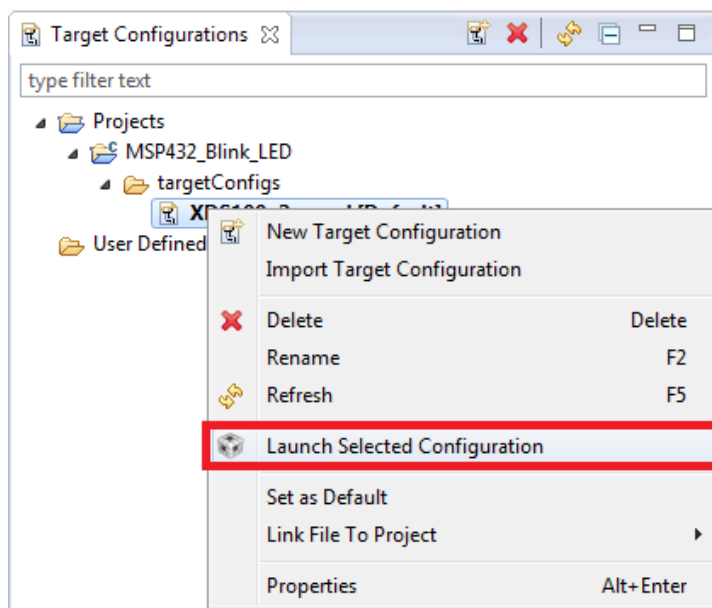 Target Configurations
type filter text
Projects
MSP432_Blink_LED
targetConfigs
User Defined
New Target Configuration
Import Target Configuration
Delete Delete
Rename F2
Refresh F5
Launch Selected Configuration
Set as Default
Link File To Project
Properties Alt+Enter